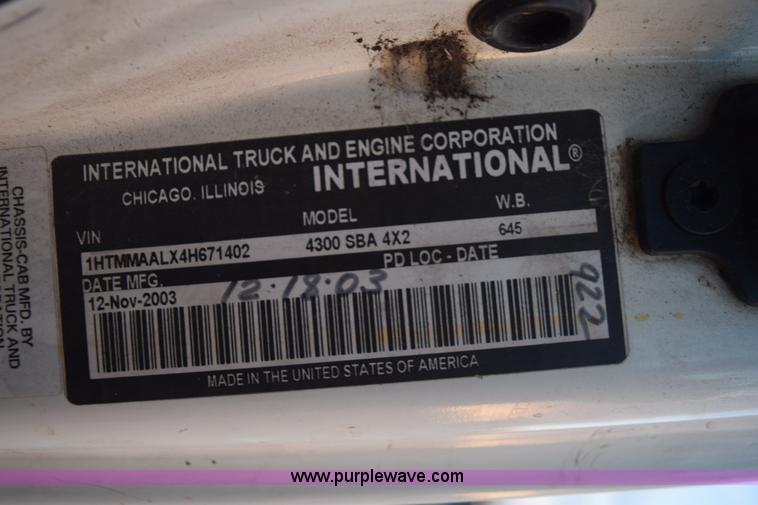 INTERNATIONAL TRUCK AND ENGINE CORPORATION
CHICAGO, ILLINOIS INTERNATIONAL®
VIN MODEL W.B.
1HTMMAALX4H671402 4300 SBA 4X2 645
DATE MFG. PD LOC - DATE
12-Nov-2003 12-18-03 922
MADE IN THE UNITED STATES OF AMERICA
CHASSIS-CAB MFD. BY
INTERNATIONAL TRUCK AND
www.purplewave.com